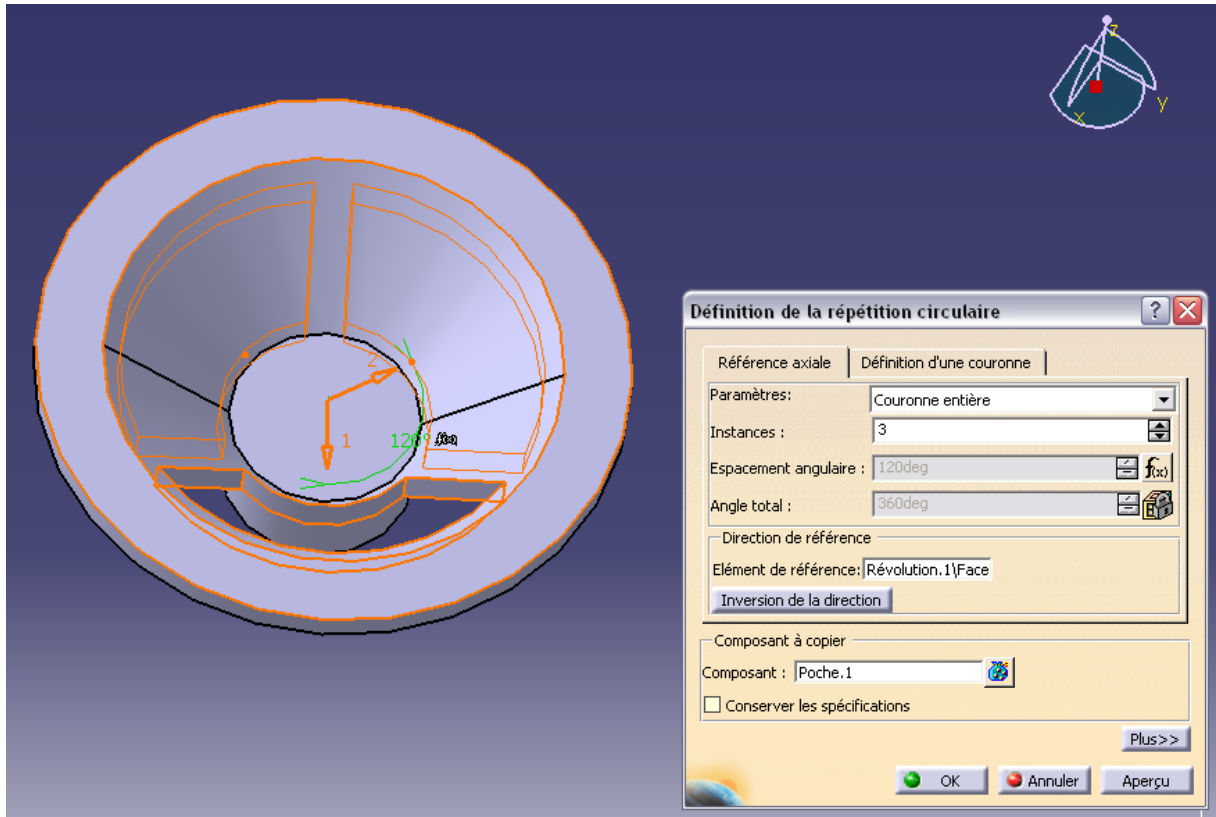 z
y
x
2
1
120°
f(x)
Définition de la répétition circulaire
Référence axiale
Définition d'une couronne
Paramètres:
Couronne entière
Instances :
3
Espacement angulaire :
120deg
f(x)
Angle total :
360deg
Direction de référence
Elément de référence:
Révolution.1\Face
Inversion de la direction
Composant à copier
Composant :
Poche.1
Conserver les spécifications
Plus>>
OK
Annuler
Aperçu